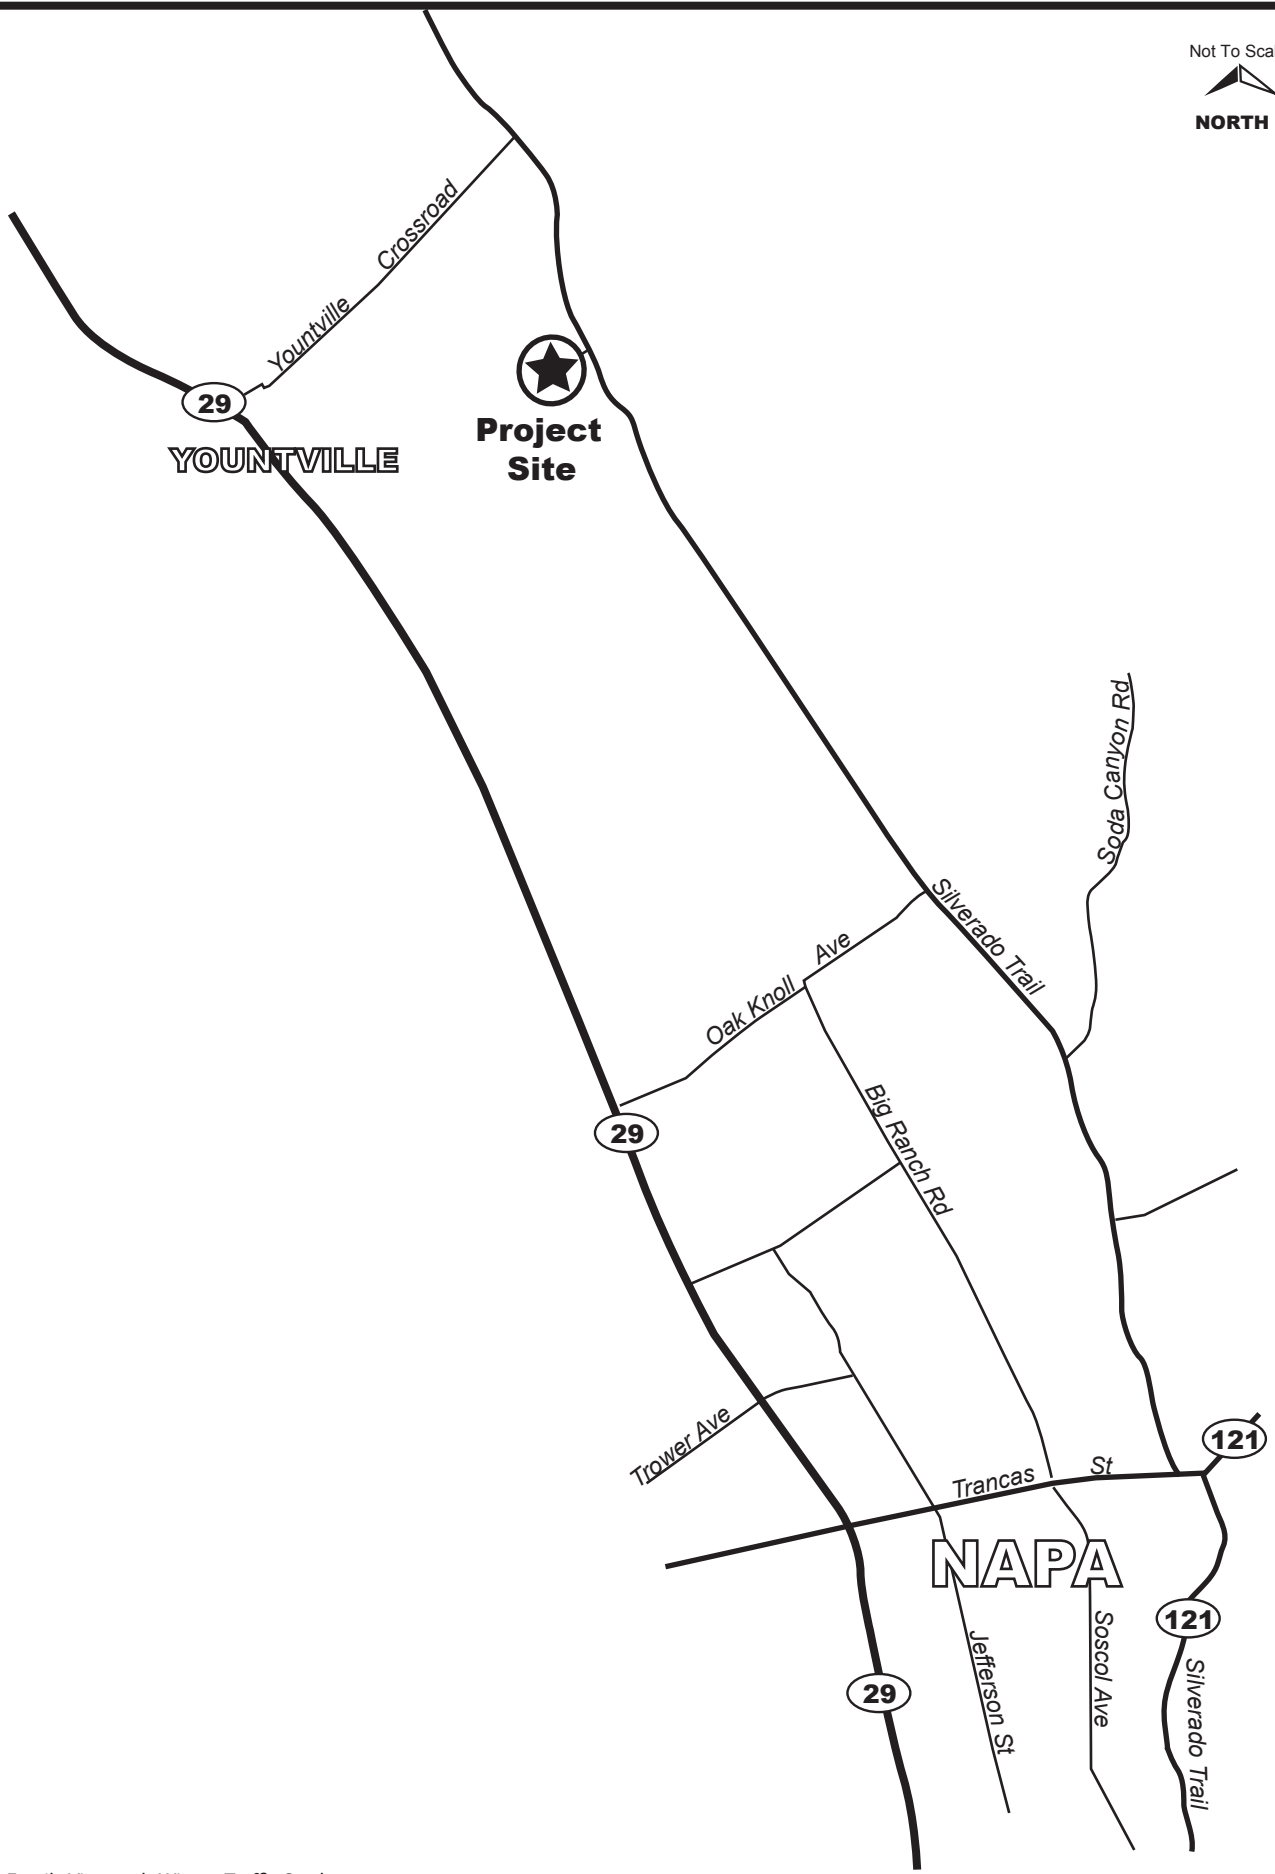 Not To Scal
NORTH
Yountville Crossroad
29
YOUNTVILLE
Project
Site
Soda Canyon Rd
Silverado Trail
Oak Knoll Ave
Big Ranch Rd
29
Trower Ave
Trancas St
121
NAPA
121
Jefferson St
Soscol Ave
Silverado Trail
29